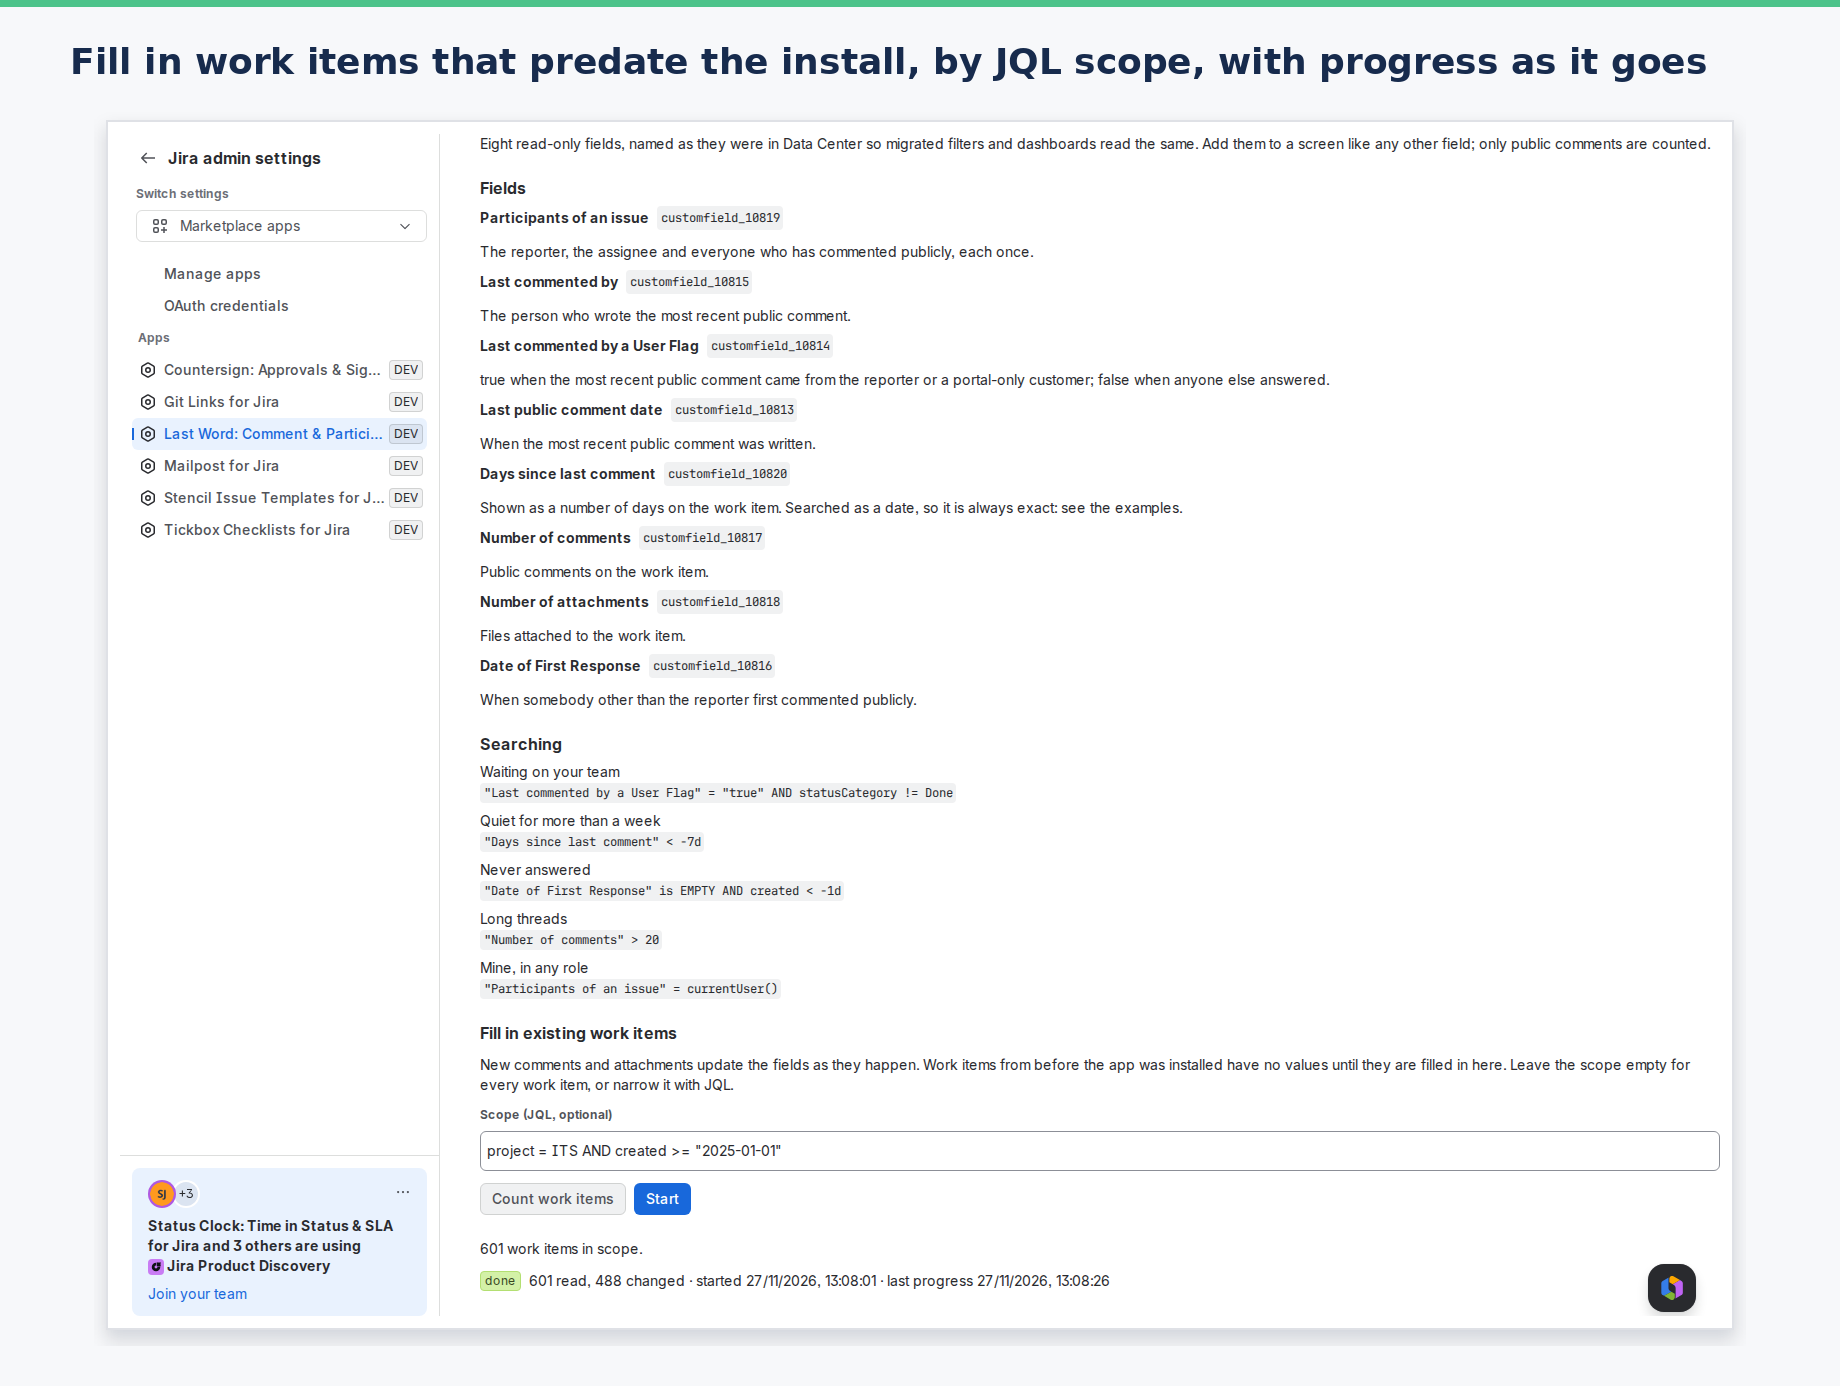 Fill in work items that predate the install, by JQL scope, with progress as it goes
Jira admin settings
Switch settings
Marketplace apps
Manage apps
OAuth credentials
Apps
Countersign: Approvals & Sig... DEV
Git Links for Jira DEV
Last Word: Comment & Partici... DEV
Mailpost for Jira DEV
Stencil Issue Templates for J... DEV
Tickbox Checklists for Jira DEV
SJ +3
Status Clock: Time in Status & SLA
for Jira and 3 others are using
Jira Product Discovery
Join your team
Eight read-only fields, named as they were in Data Center so migrated filters and dashboards read the same. Add them to a screen like any other field; only public comments are counted.
Fields
Participants of an issue customfield_10819
The reporter, the assignee and everyone who has commented publicly, each once.
Last commented by customfield_10815
The person who wrote the most recent public comment.
Last commented by a User Flag customfield_10814
true when the most recent public comment came from the reporter or a portal-only customer; false when anyone else answered.
Last public comment date customfield_10813
When the most recent public comment was written.
Days since last comment customfield_10820
Shown as a number of days on the work item. Searched as a date, so it is always exact: see the examples.
Number of comments customfield_10817
Public comments on the work item.
Number of attachments customfield_10818
Files attached to the work item.
Date of First Response customfield_10816
When somebody other than the reporter first commented publicly.
Searching
Waiting on your team
"Last commented by a User Flag" = "true" AND statusCategory != Done
Quiet for more than a week
"Days since last comment" < -7d
Never answered
"Date of First Response" is EMPTY AND created < -1d
Long threads
"Number of comments" > 20
Mine, in any role
"Participants of an issue" = currentUser()
Fill in existing work items
New comments and attachments update the fields as they happen. Work items from before the app was installed have no values until they are filled in here. Leave the scope empty for
every work item, or narrow it with JQL.
Scope (JQL, optional)
project = ITS AND created >= "2025-01-01"
Count work items Start
601 work items in scope.
done 601 read, 488 changed · started 27/11/2026, 13:08:01 · last progress 27/11/2026, 13:08:26